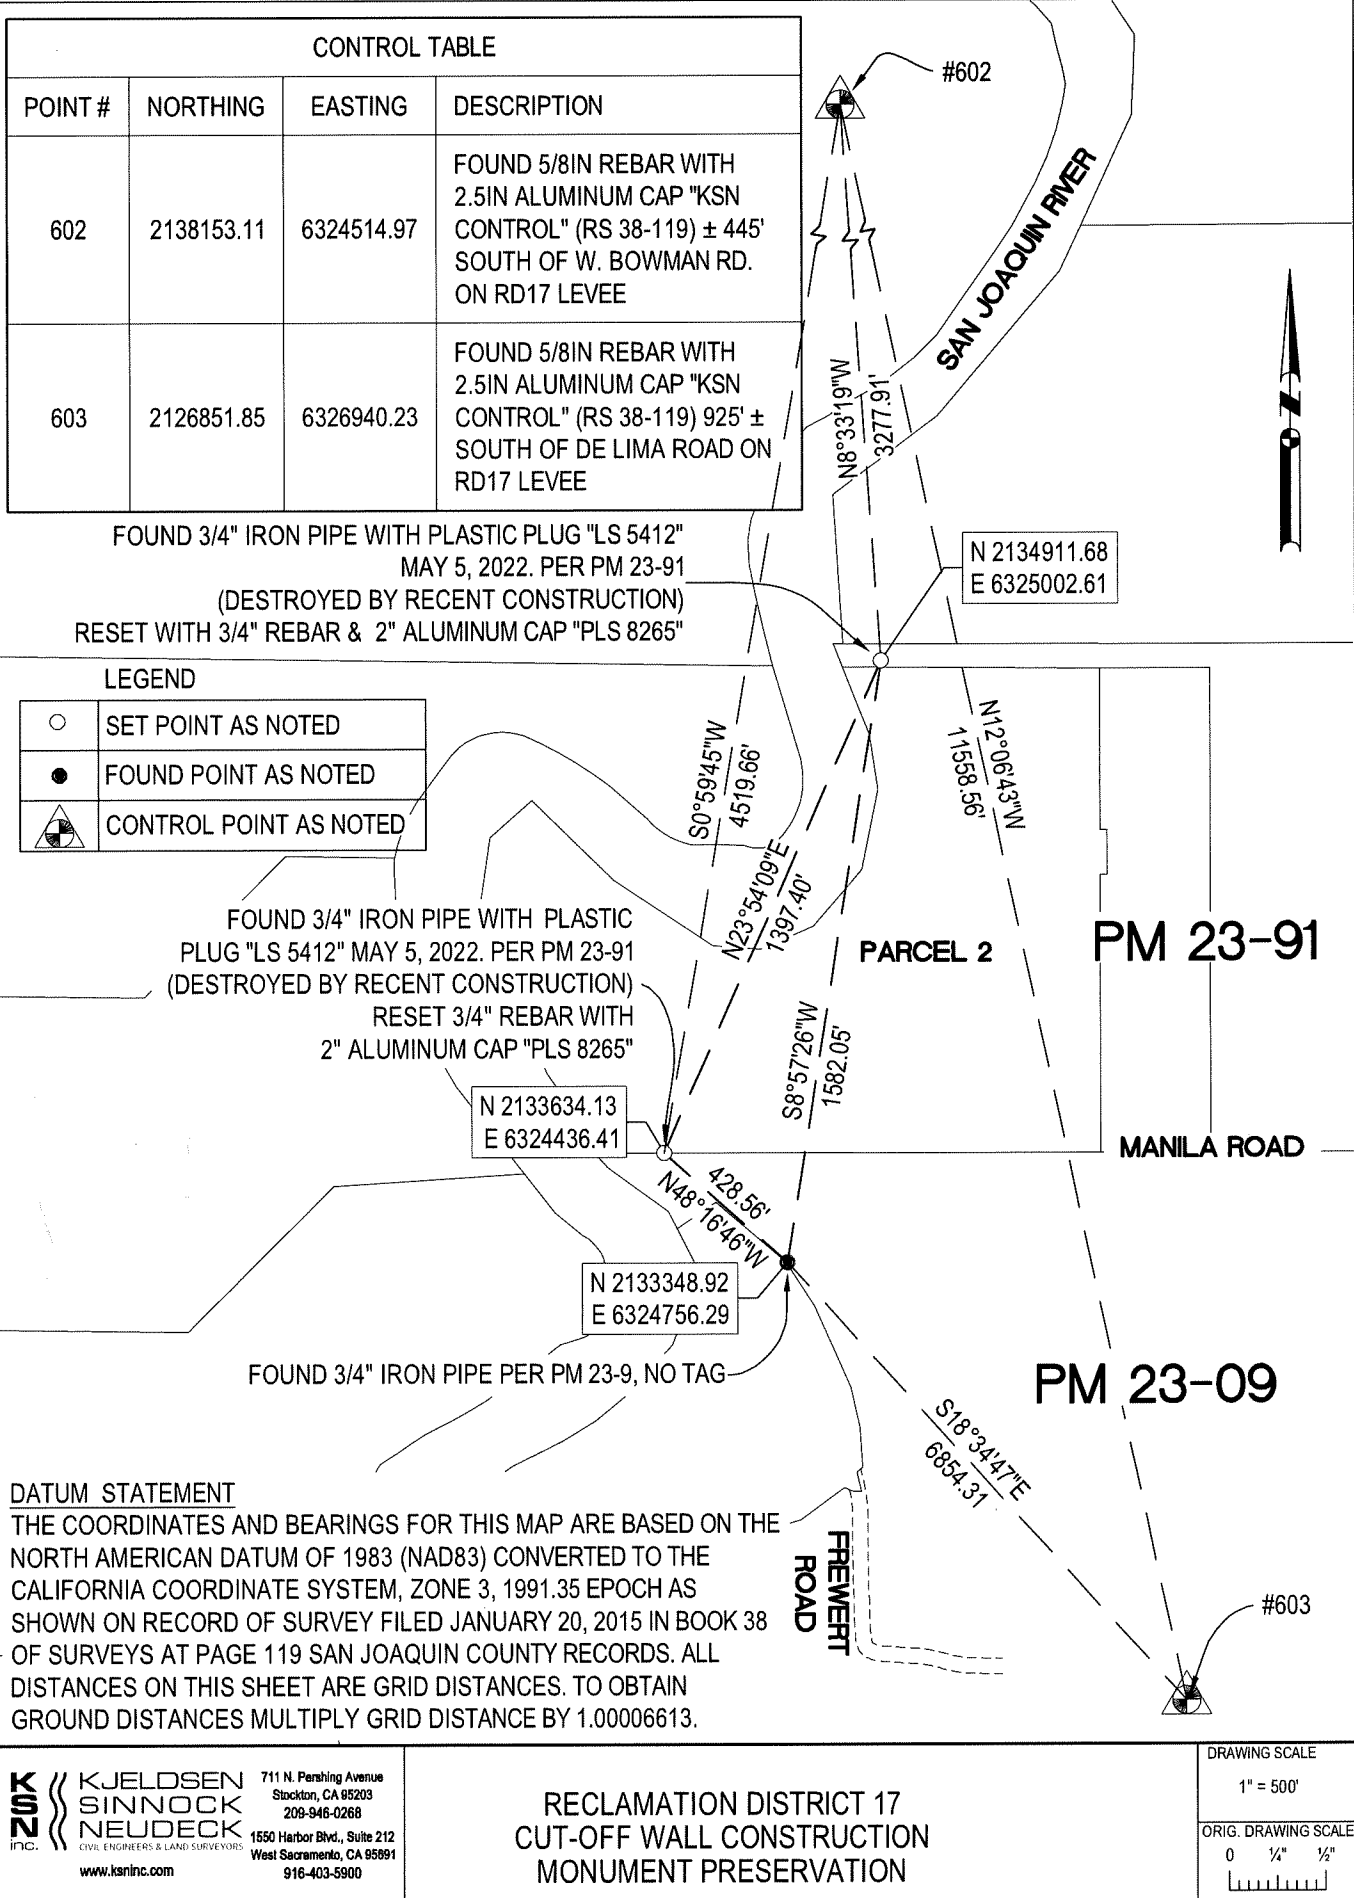 CONTROL TABLE
POINT # NORTHING EASTING DESCRIPTION
602 2138153.11 6324514.97
FOUND 5/8IN REBAR WITH
2.5IN ALUMINUM CAP "KSN
CONTROL" (RS 38-119) ± 445'
SOUTH OF W. BOWMAN RD.
ON RD17 LEVEE
603 2126851.85 6326940.23
FOUND 5/8IN REBAR WITH
2.5IN ALUMINUM CAP "KSN
CONTROL" (RS 38-119) 925' ±
SOUTH OF DE LIMA ROAD ON
RD17 LEVEE
#602
SAN JOAQUIN RIVER
N
N8°33'19"W
3277.91'
FOUND 3/4" IRON PIPE WITH PLASTIC PLUG "LS 5412"
MAY 5, 2022. PER PM 23-91
(DESTROYED BY RECENT CONSTRUCTION)
RESET WITH 3/4" REBAR & 2" ALUMINUM CAP "PLS 8265"
N 2134911.68
E 6325002.61
LEGEND
SET POINT AS NOTED
FOUND POINT AS NOTED
CONTROL POINT AS NOTED
S0°59'45"W
4519.66'
N12°06'43"W
11558.56'
N23°54'09"E
1397.40'
FOUND 3/4" IRON PIPE WITH PLASTIC
PLUG "LS 5412" MAY 5, 2022. PER PM 23-91
(DESTROYED BY RECENT CONSTRUCTION)
RESET 3/4" REBAR WITH
2" ALUMINUM CAP "PLS 8265"
PARCEL 2
PM 23-91
S8°57'26"W
1582.05'
N 2133634.13
E 6324436.41
MANILA ROAD
428.56'
N48°16'46"W
N 2133348.92
E 6324756.29
FOUND 3/4" IRON PIPE PER PM 23-9, NO TAG
PM 23-09
S18°34'47"E
6854.31
DATUM STATEMENT
THE COORDINATES AND BEARINGS FOR THIS MAP ARE BASED ON THE
NORTH AMERICAN DATUM OF 1983 (NAD83) CONVERTED TO THE
CALIFORNIA COORDINATE SYSTEM, ZONE 3, 1991.35 EPOCH AS
SHOWN ON RECORD OF SURVEY FILED JANUARY 20, 2015 IN BOOK 38
OF SURVEYS AT PAGE 119 SAN JOAQUIN COUNTY RECORDS. ALL
DISTANCES ON THIS SHEET ARE GRID DISTANCES. TO OBTAIN
GROUND DISTANCES MULTIPLY GRID DISTANCE BY 1.00006613.
FREWERT
ROAD
#603
KSN
inc.
KJELDSEN
SINNOCK
NEUDECK
CIVIL ENGINEERS & LAND SURVEYORS
www.ksninc.com
711 N. Pershing Avenue
Stockton, CA 95203
209-946-0268
1550 Harbor Blvd., Suite 212
West Sacramento, CA 95691
916-403-5900
RECLAMATION DISTRICT 17
CUT-OFF WALL CONSTRUCTION
MONUMENT PRESERVATION
DRAWING SCALE
1" = 500'
ORIG. DRAWING SCALE
0 ¼" ½"